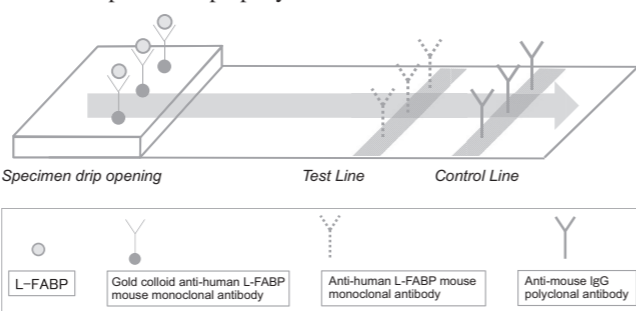 Specimen drip opening
Test Line
Control Line
L-FABP
Gold colloid anti-human L-FABP
mouse monoclonal antibody
Anti-human L-FABP mouse
monoclonal antibody
Anti-mouse IgG
polyclonal antibody